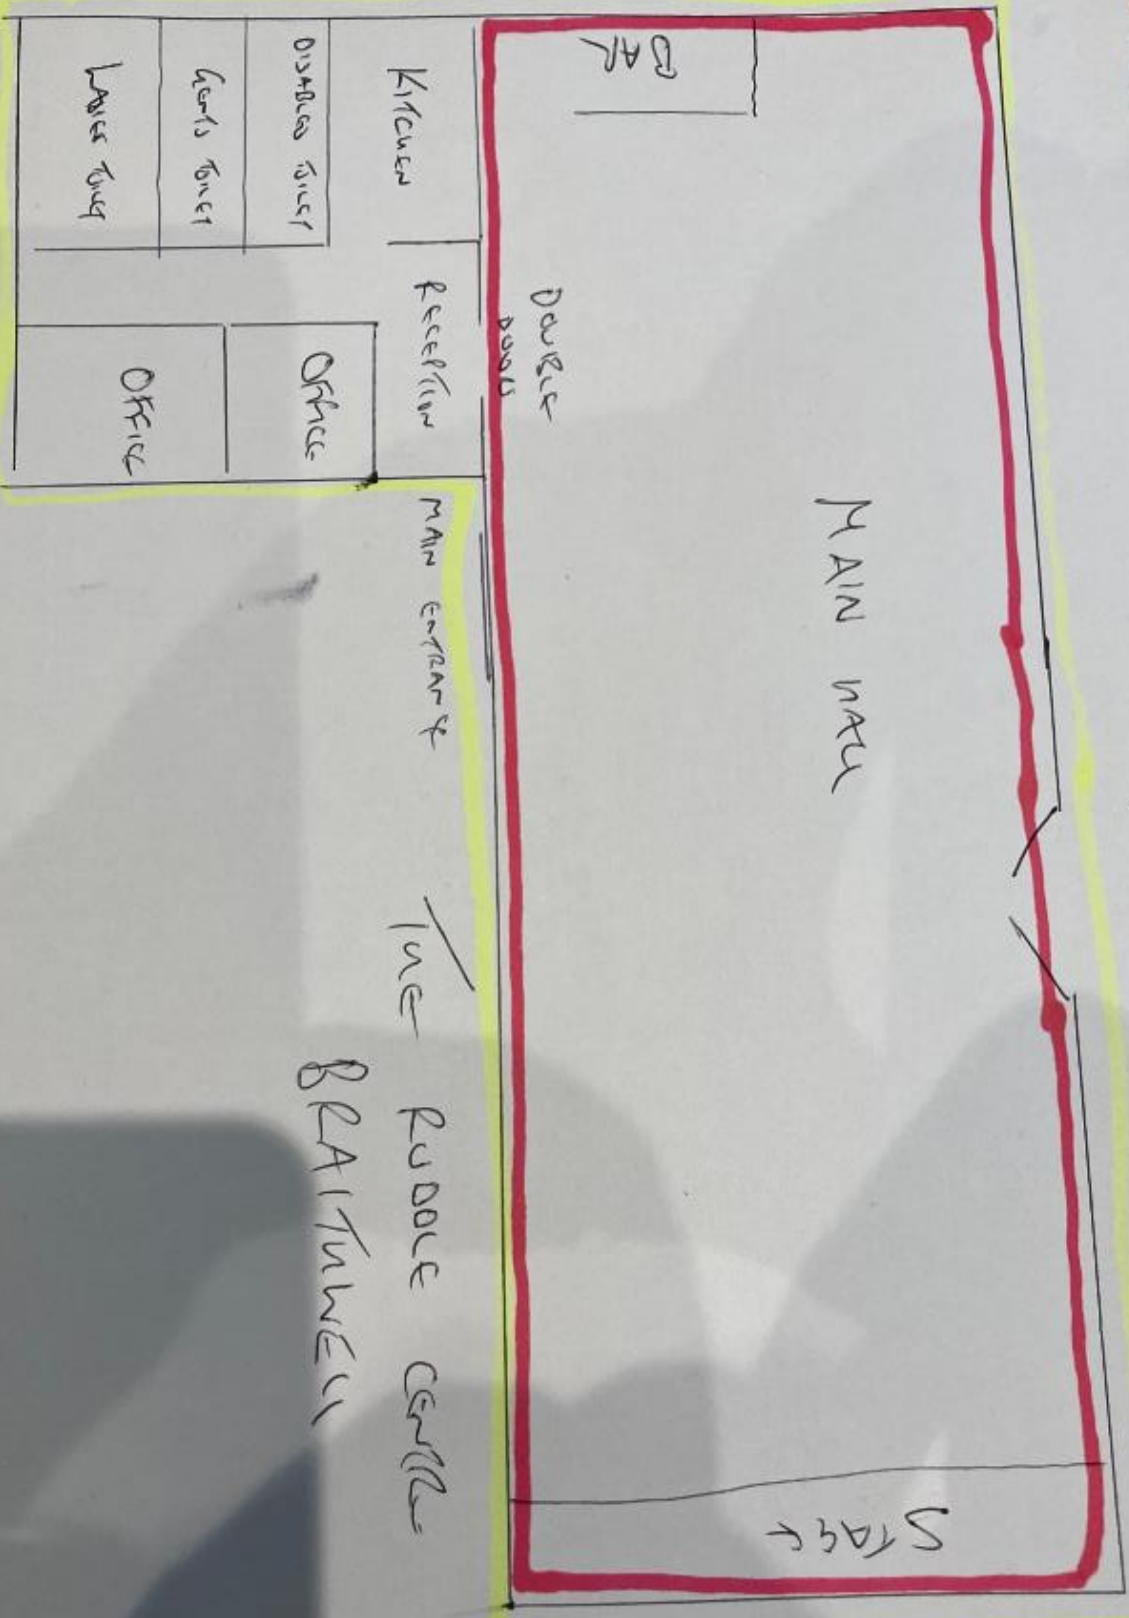 BAR
DISABLED TOILET
GENTS TOILET
LADIES TOILET
KITCHEN
RECEPTION
DOUBLE
DOORS
OFFICE
OFFICE
MAIN HALL
MAIN ENTRANCE
THE RUDDLE CENTRE
BRAITHWELL
STAGE